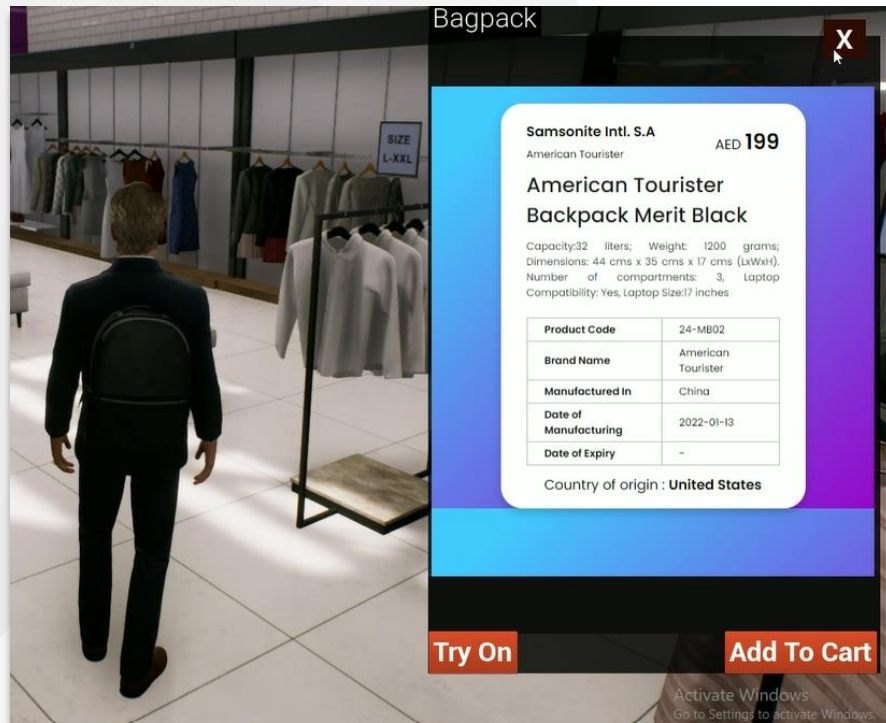 Bagpack
X
SIZE
L-XXL
Samsonite Intl. S.A
AED 199
American Tourister
American Tourister
Backpack Merit Black
Capacity:32 liters; Weight: 1200 grams;
Dimensions: 44 cms x 35 cms x 17 cms (LxWxH).
Number of compartments: 3, Laptop
Compatibility: Yes, Laptop Size:17 inches
Product Code 24-MB02
Brand Name American
Tourister
Manufactured In China
Date of
Manufacturing 2022-01-13
Date of Expiry -
Country of origin : United States
Try On
Add To Cart
Activate Windows
Go to Settings to activate Windows.